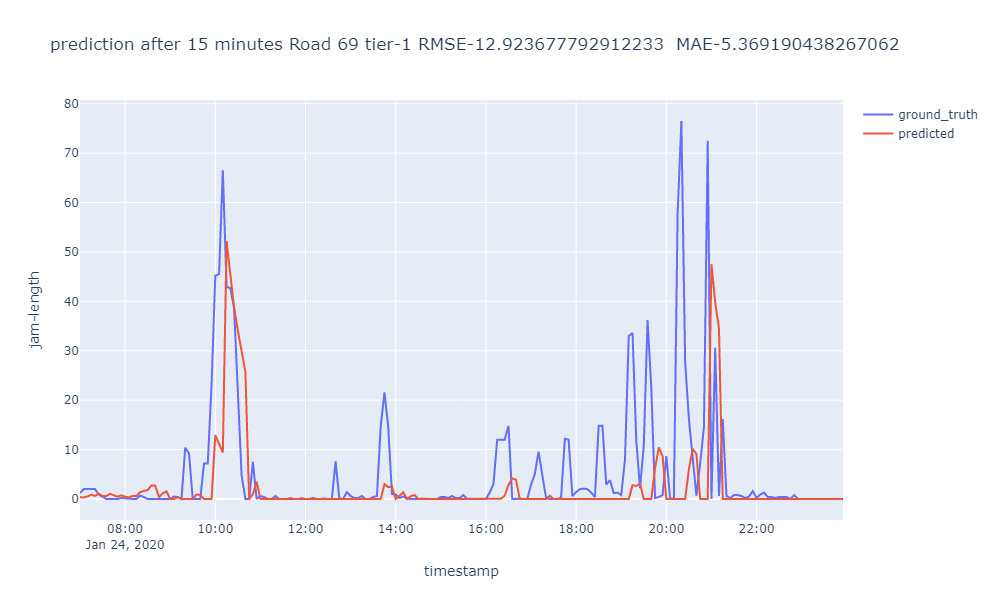 prediction after 15 minutes Road 69 tier-1 RMSE-12.923677792912233  MAE-5.369190438267062
ground_truth
predicted
80
70
60
50
40
30
20
10
0
jam-length
08:00 10:00 12:00 14:00 16:00 18:00 20:00 22:00
Jan 24, 2020
timestamp